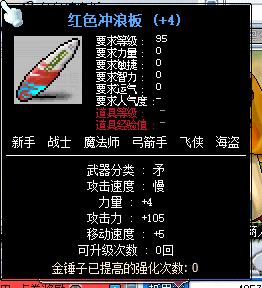 红色冲浪板 (+4)
要求等级： 95
要求力量： 0
要求敏捷： 0
要求智力： 0
要求运气： 0
要求人气度： -
道具等级： -
道具经验值： -
新手 战士 魔法师 弓箭手 飞侠 海盗
武器分类： 矛
攻击速度： 慢
力量： +4
攻击力： +105
移动速度： +5
可升级次数： 0回
金锤子已提高的强化次数: 0